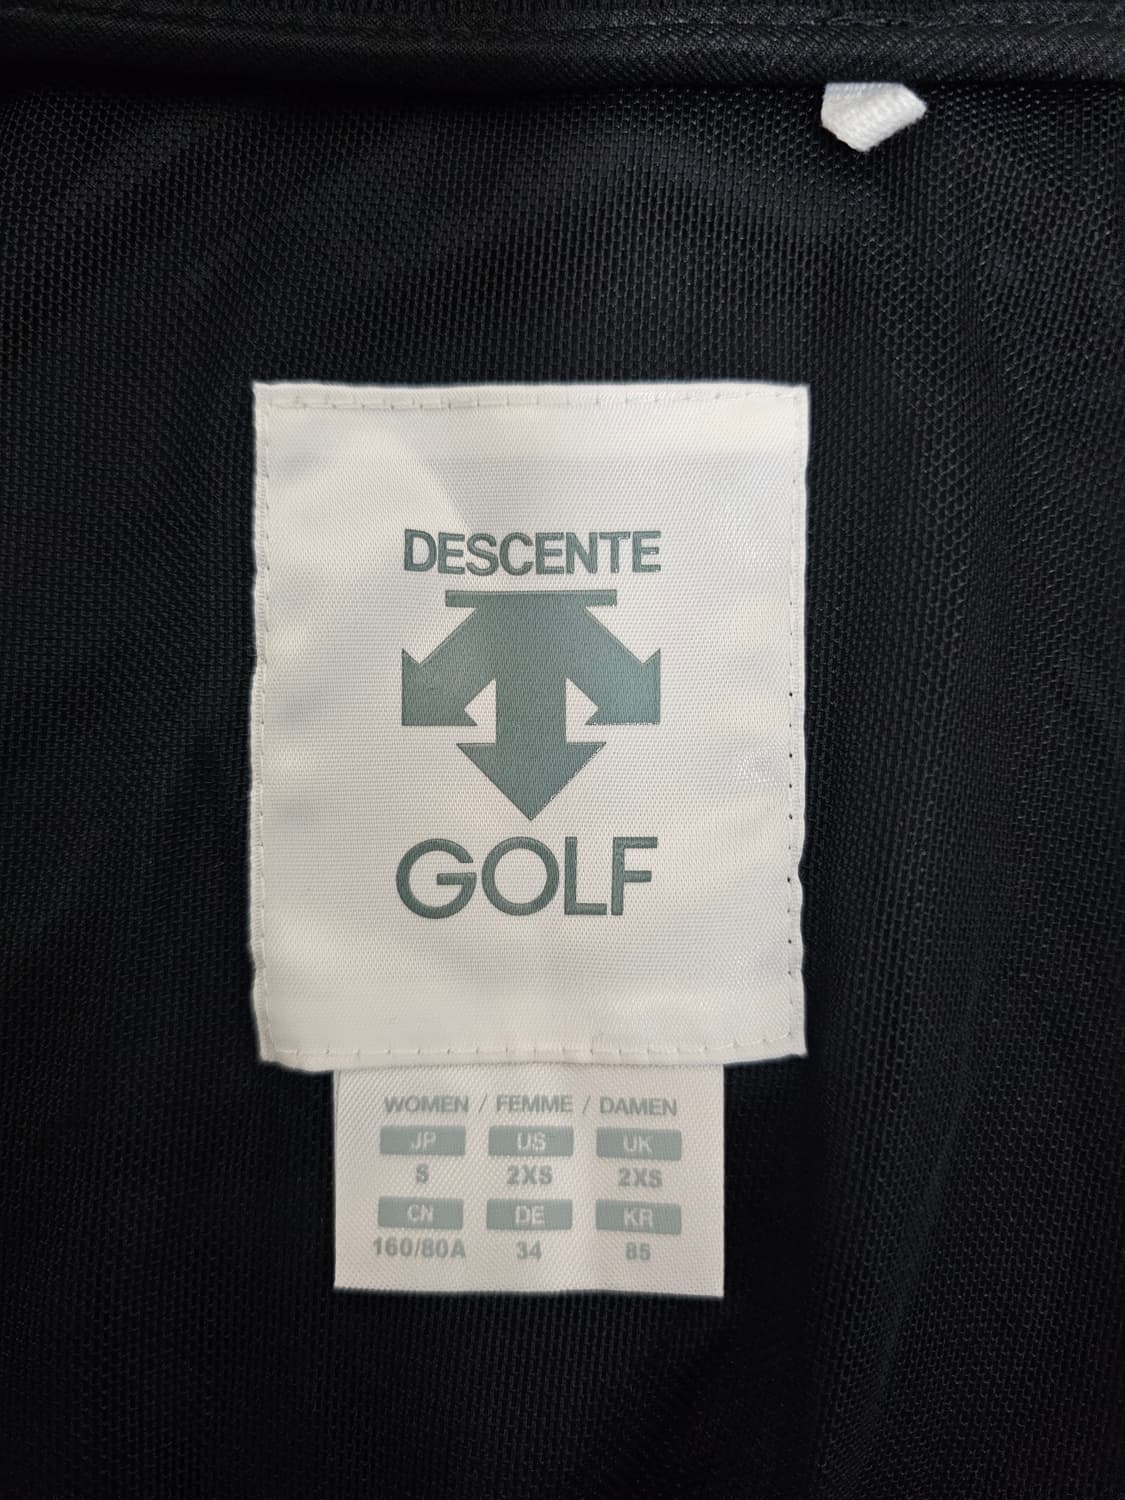 DESCENTE
GOLF
WOMEN / FEMME / DAMEN
JP US UK
S 2XS 2XS
CN DE KR
160/80A 34 85